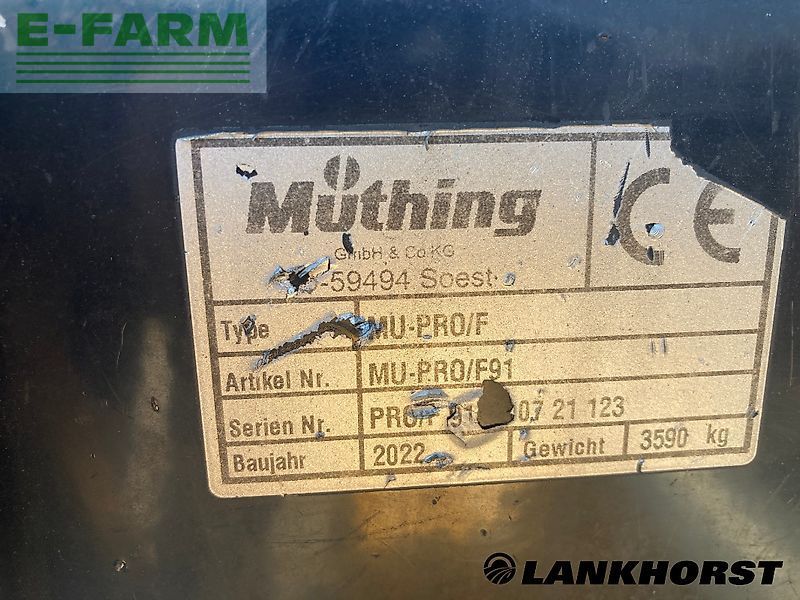 E-FARM
Müthing
GmbH & Co KG
-59494 Soest
CE
Type MU-PRO/F
Artikel Nr. MU-PRO/F91
Serien Nr. 07 21 123
Baujahr 2022 Gewicht 3590 kg
LANKHORST